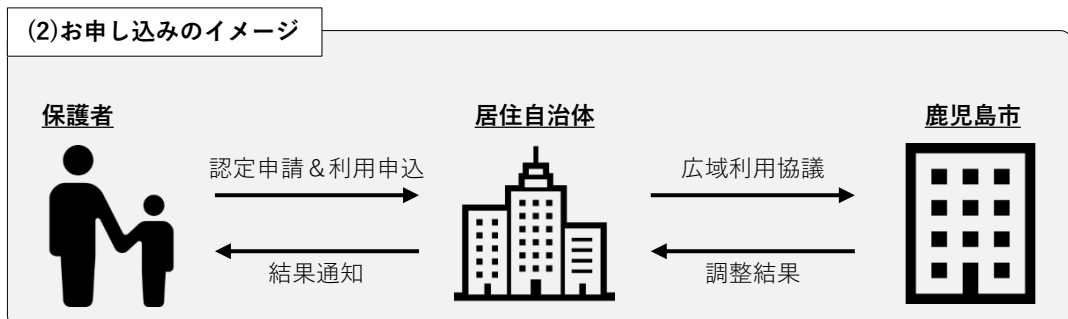 (2)お申し込みのイメージ
保護者
居住自治体
鹿児島市
認定申請＆利用申込
広域利用協議
結果通知
調整結果